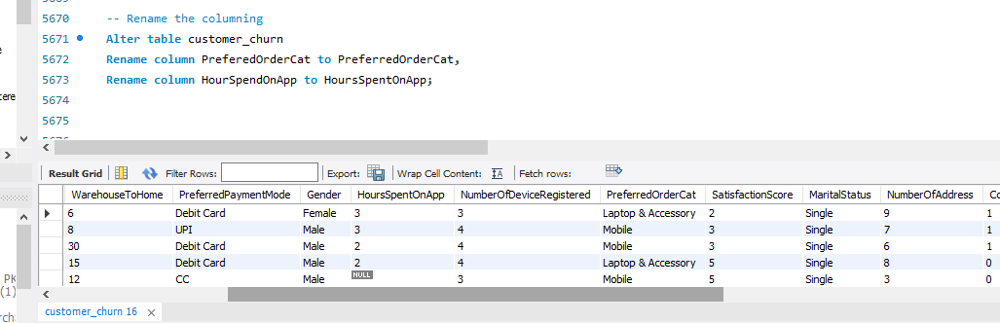 5670 -- Rename the columning
5671 Alter table customer_churn
5672 Rename column PreferedOrderCat to PreferredOrderCat,
5673 Rename column HourSpendOnApp to HoursSpentOnApp;
5674
5675
Result Grid Filter Rows: Export: Wrap Cell Content: Fetch rows:
WarehouseToHome PreferredPaymentMode Gender HoursSpentOnApp NumberOfDeviceRegistered PreferredOrderCat SatisfactionScore MaritalStatus NumberOfAddress Co
6 Debit Card Female 3 3 Laptop & Accessory 2 Single 9 1
8 UPI Male 3 4 Mobile 3 Single 7 1
30 Debit Card Male 2 4 Mobile 3 Single 6 1
15 Debit Card Male 2 4 Laptop & Accessory 5 Single 8 0
12 CC Male NULL 3 Mobile 5 Single 3 0
PK
(1)
customer_churn 16